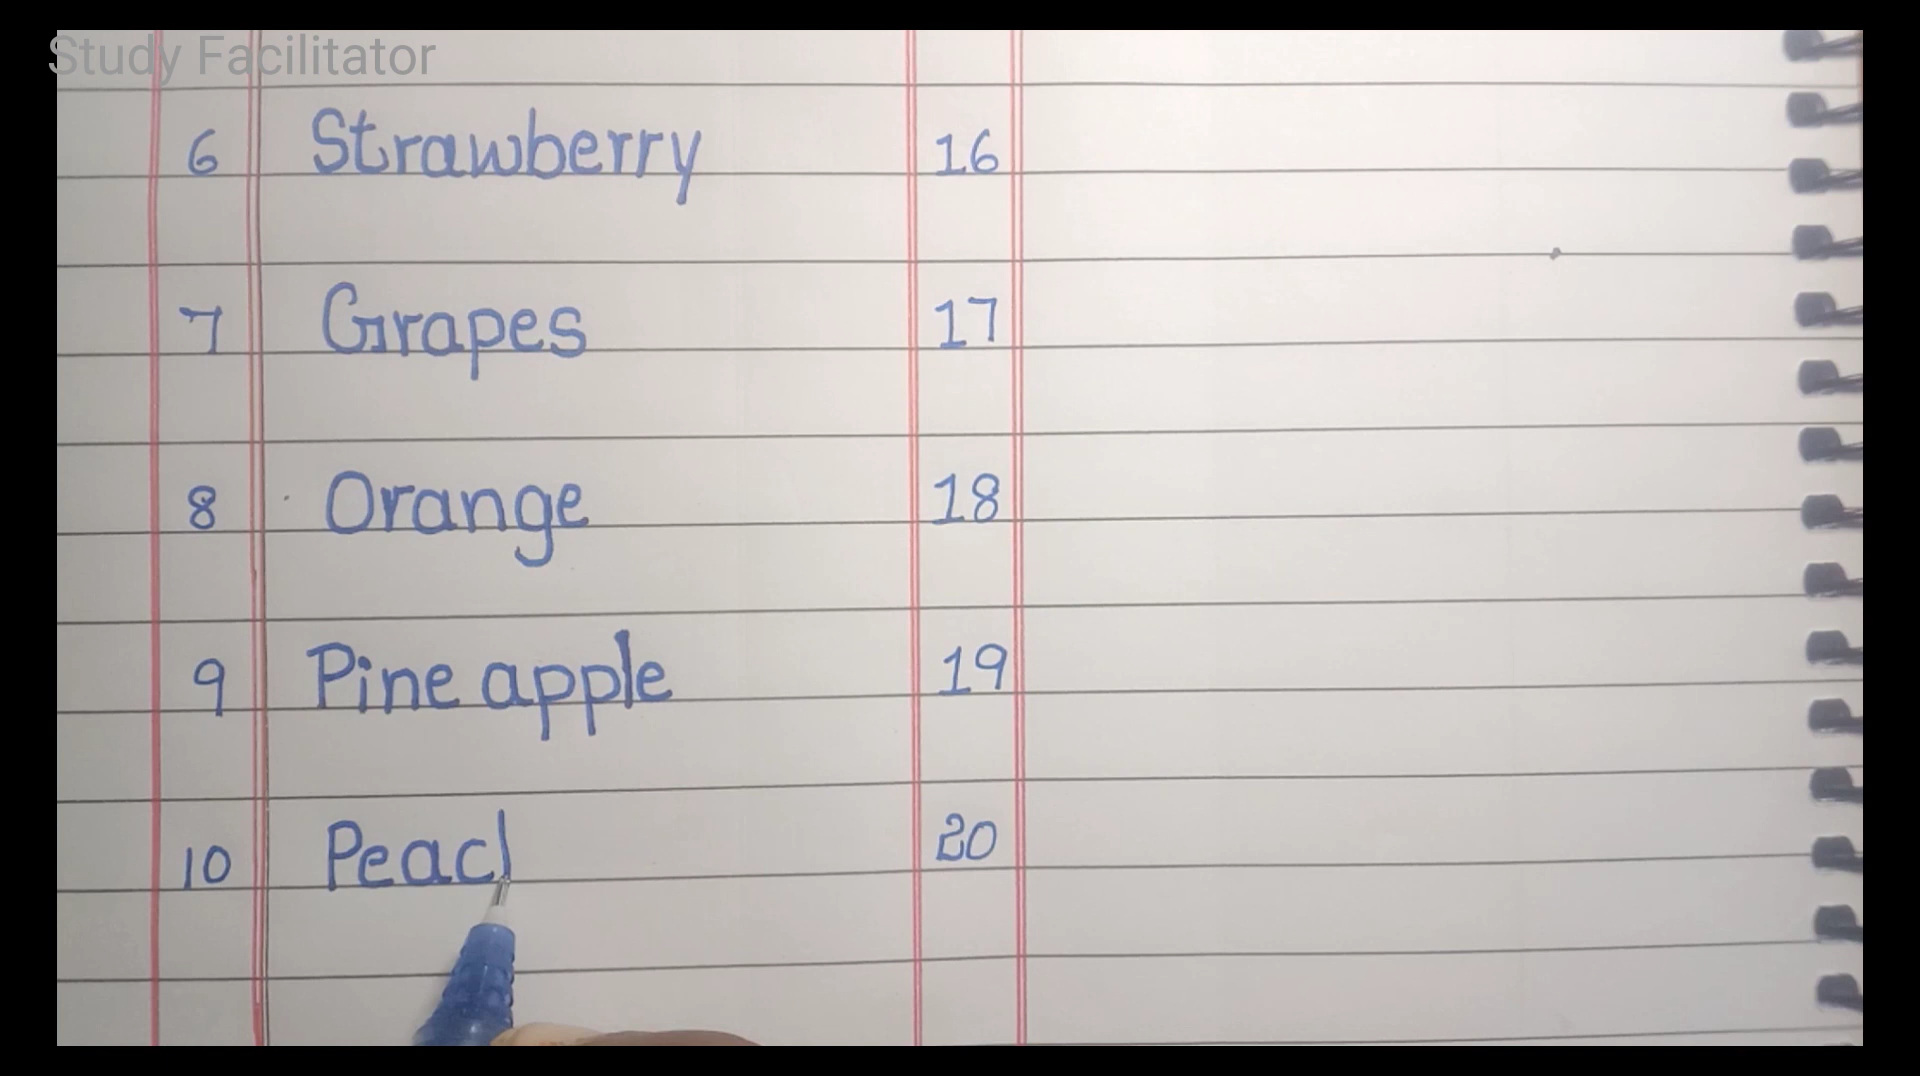 Study Facilitator
6 Strawberry 16
7 Grapes 17
8 Orange 18
9 Pine apple 19
10 Peacl 20